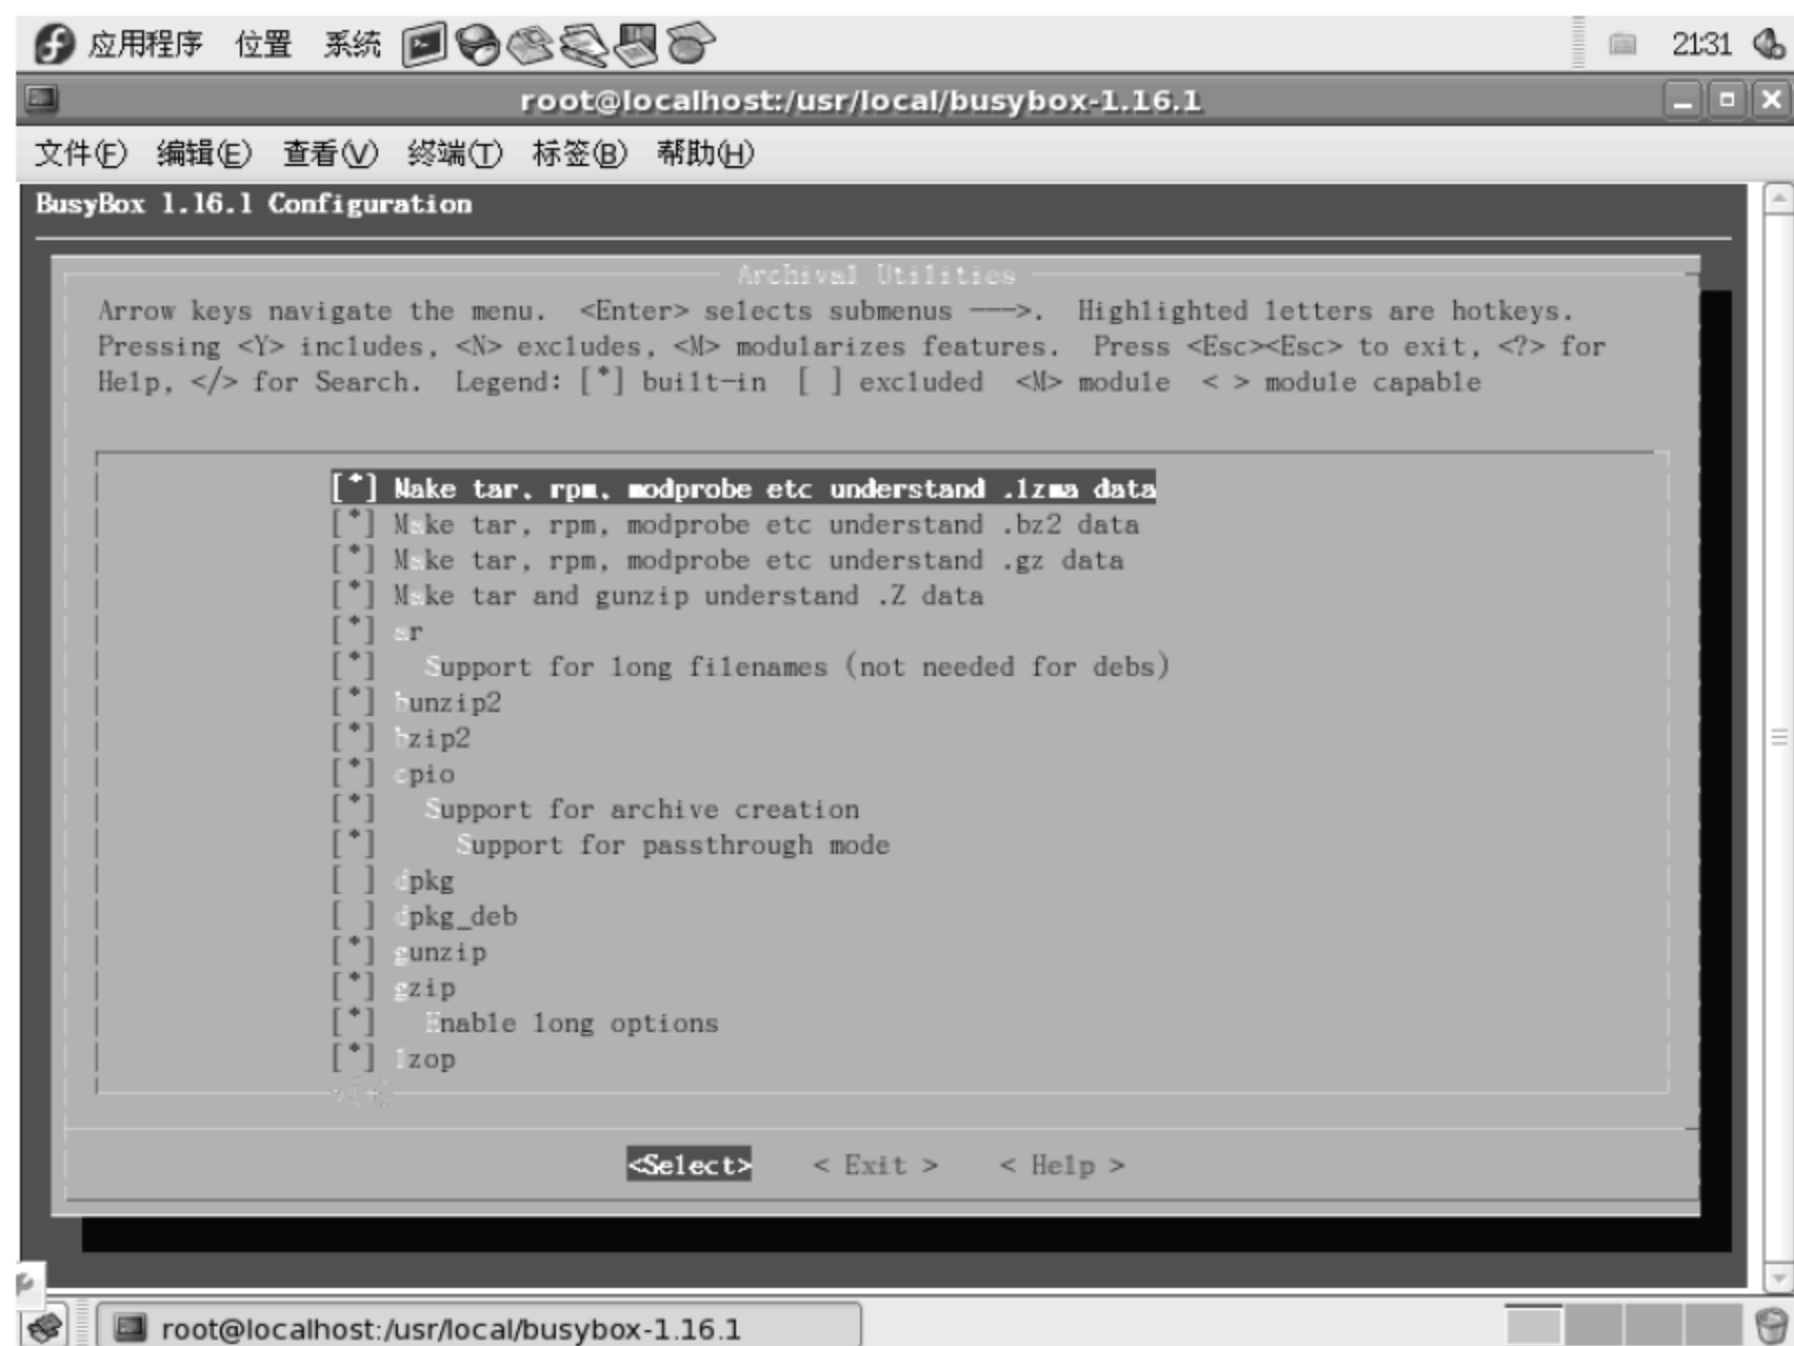 应用程序 位置 系统 21:31
root@localhost:/usr/local/busybox-1.16.1
文件(F) 编辑(E) 查看(V) 终端(T) 标签(B) 帮助(H)
BusyBox 1.16.1 Configuration
Archival Utilities
Arrow keys navigate the menu. <Enter> selects submenus --->. Highlighted letters are hotkeys.
Pressing <Y> includes, <N> excludes, <M> modularizes features. Press <Esc><Esc> to exit, <?> for
Help, </> for Search. Legend: [*] built-in [ ] excluded <M> module < > module capable
[*] Make tar, rpm, modprobe etc understand .lzma data
[*] Make tar, rpm, modprobe etc understand .bz2 data
[*] Make tar, rpm, modprobe etc understand .gz data
[*] Make tar and gunzip understand .Z data
[*] ar
[*] Support for long filenames (not needed for debs)
[*] bunzip2
[*] bzip2
[*] cpio
[*] Support for archive creation
[*] Support for passthrough mode
[ ] dpkg
[ ] dpkg_deb
[*] gunzip
[*] gzip
[*] Enable long options
[*] lzop
v(+)
<Select> < Exit > < Help >
root@localhost:/usr/local/busybox-1.16.1